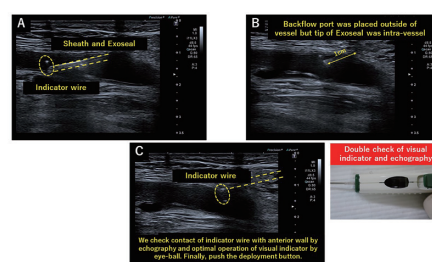 A
Sheath and Exoseal
Indicator wire
B
Backflow port was placed outside of
vessel but tip of Exoseal was intra-vessel
C
Indicator wire
We check contact of indicator wire with anterior wall by
echography and optimal operation of visual indicator by
eye-ball. Finally, push the deployment button.
Double check of visual
indicator and echography